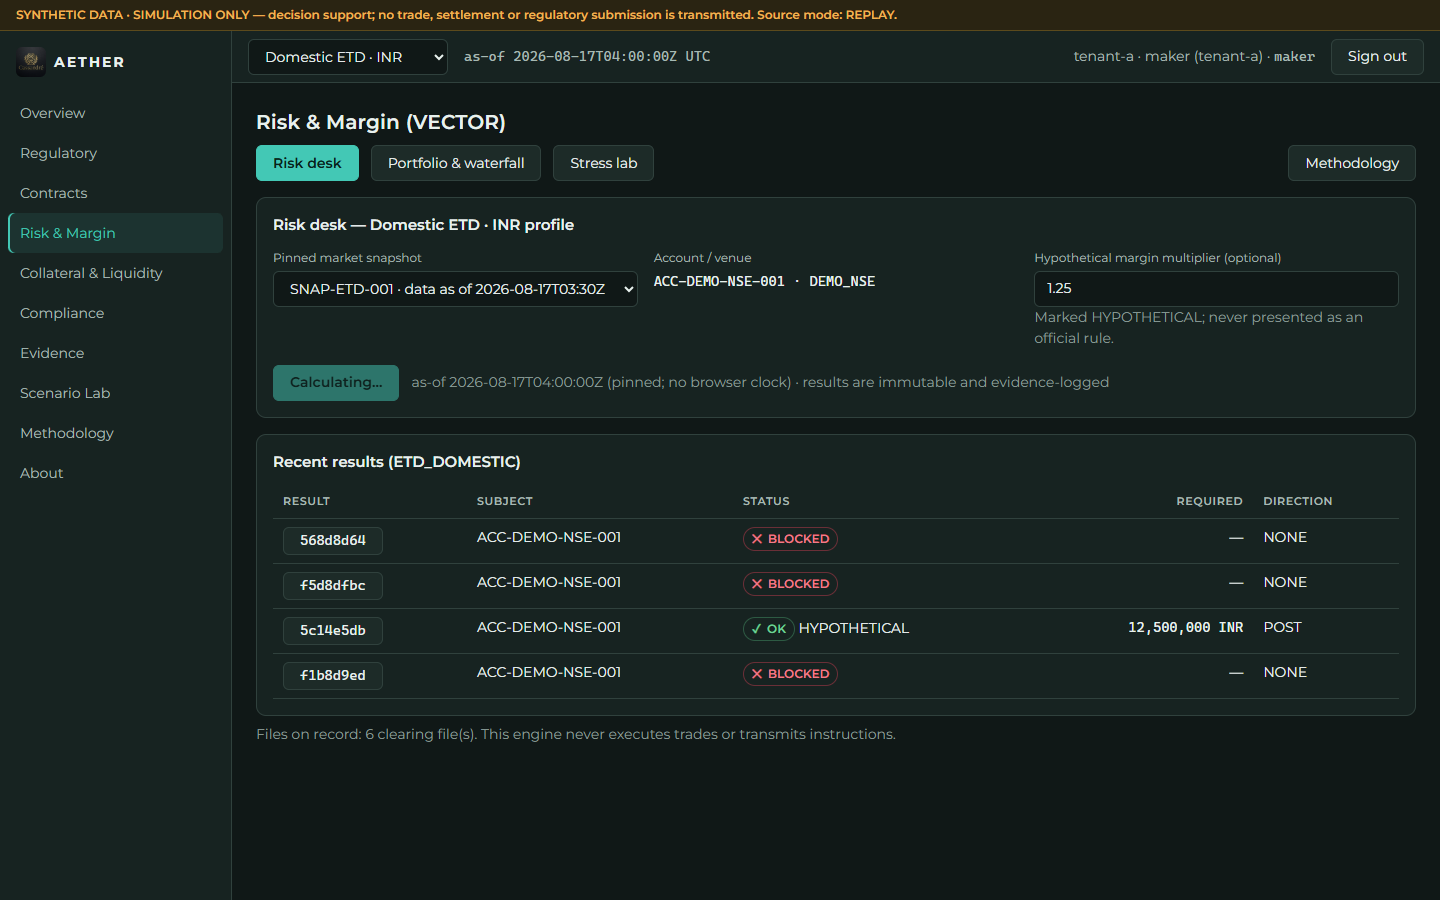 SYNTHETIC DATA · SIMULATION ONLY — decision support; no trade, settlement or regulatory submission is transmitted. Source mode: REPLAY.
AETHER
Domestic ETD · INR
as-of 2026-08-17T04:00:00Z UTC
tenant-a · maker (tenant-a) · maker
Sign out
Overview
Regulatory
Contracts
Risk & Margin
Collateral & Liquidity
Compliance
Evidence
Scenario Lab
Methodology
About
Risk & Margin (VECTOR)
Risk desk
Portfolio & waterfall
Stress lab
Methodology
Risk desk — Domestic ETD · INR profile
Pinned market snapshot
SNAP-ETD-001 · data as of 2026-08-17T03:30Z
Account / venue
ACC-DEMO-NSE-001 · DEMO_NSE
Hypothetical margin multiplier (optional)
1.25
Marked HYPOTHETICAL; never presented as an
official rule.
Calculating…
as-of 2026-08-17T04:00:00Z (pinned; no browser clock) · results are immutable and evidence-logged
Recent results (ETD_DOMESTIC)
RESULT SUBJECT STATUS REQUIRED DIRECTION
568d8d64 ACC-DEMO-NSE-001 ✕ BLOCKED — NONE
f5d8dfbc ACC-DEMO-NSE-001 ✕ BLOCKED — NONE
5c14e5db ACC-DEMO-NSE-001 ✓ OK HYPOTHETICAL 12,500,000 INR POST
f1b8d9ed ACC-DEMO-NSE-001 ✕ BLOCKED — NONE
Files on record: 6 clearing file(s). This engine never executes trades or transmits instructions.